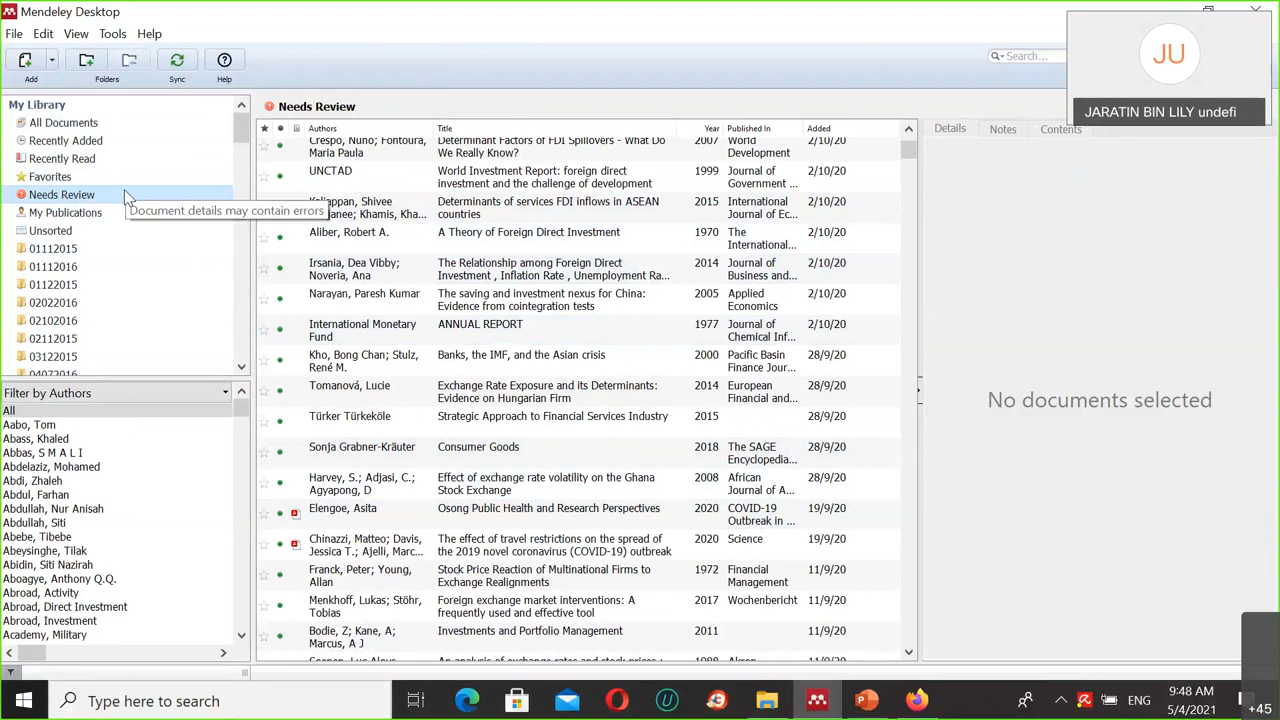 Mendeley Desktop
File Edit View Tools Help
Add Folders Sync Help
Search...
JU
JARATIN BIN LILY undefi
My Library
All Documents
Recently Added
Recently Read
Favorites
Needs Review
Document details may contain errors
My Publications
Unsorted
01112015
01112016
01122015
02022016
02102016
02112015
03122015
04072016
Filter by Authors
All
Aabo, Tom
Abass, Khaled
Abbas, S M A L I
Abdelaziz, Mohamed
Abdi, Zhaleh
Abdul, Farhan
Abdullah, Nur Anisah
Abdullah, Siti
Abebe, Tibebe
Abeysinghe, Tilak
Abidin, Siti Nazirah
Aboagye, Anthony Q.Q.
Abroad, Activity
Abroad, Direct Investment
Abroad, Investment
Academy, Military
Needs Review
Authors Title Year Published In Added
Crespo, Nuno; Fontoura, Determinant Factors of FDI Spillovers - What Do 2007 World 2/10/20
Maria Paula We Really Know? Development
UNCTAD World Investment Report: foreign direct 1999 Journal of 2/10/20
investment and the challenge of development Government ...
Shivee Determinants of services FDI inflows in ASEAN 2015 International 2/10/20
Khamis, Kha... countries Journal of Ec...
Aliber, Robert A. A Theory of Foreign Direct Investment 1970 The 2/10/20
International...
Irsania, Dea Vibby; The Relationship among Foreign Direct 2014 Journal of 2/10/20
Noveria, Ana Investment , Inflation Rate , Unemployment Ra... Business and...
Narayan, Paresh Kumar The saving and investment nexus for China: 2005 Applied 2/10/20
Evidence from cointegration tests Economics
International Monetary ANNUAL REPORT 1977 Journal of 2/10/20
Fund Chemical Inf...
Kho, Bong Chan; Stulz, Banks, the IMF, and the Asian crisis 2000 Pacific Basin 28/9/20
René M. Finance Jour...
Tomanová, Lucie Exchange Rate Exposure and its Determinants: 2014 European 28/9/20
Evidence on Hungarian Firm Financial and...
Türker Türkeköle Strategic Approach to Financial Services Industry 2015 28/9/20
Sonja Grabner-Kräuter Consumer Goods 2018 The SAGE 28/9/20
Encyclopedia...
Harvey, S.; Adjasi, C.; Effect of exchange rate volatility on the Ghana 2008 African 28/9/20
Agyapong, D Stock Exchange Journal of A...
Elengoe, Asita Osong Public Health and Research Perspectives 2020 COVID-19 19/9/20
Outbreak in ...
Chinazzi, Matteo; Davis, The effect of travel restrictions on the spread of 2020 Science 19/9/20
Jessica T.; Ajelli, Marc... the 2019 novel coronavirus (COVID-19) outbreak
Franck, Peter; Young, Stock Price Reaction of Multinational Firms to 1972 Financial 11/9/20
Allan Exchange Realignments Management
Menkhoff, Lukas; Stöhr, Foreign exchange market interventions: A 2017 Wochenbericht 11/9/20
Tobias frequently used and effective tool
Bodie, Z; Kane, A; Investments and Portfolio Management 2011 11/9/20
Marcus, A J
Details Notes Contents
No documents selected
Type here to search
ENG
9:48 AM
5/4/2021
+45